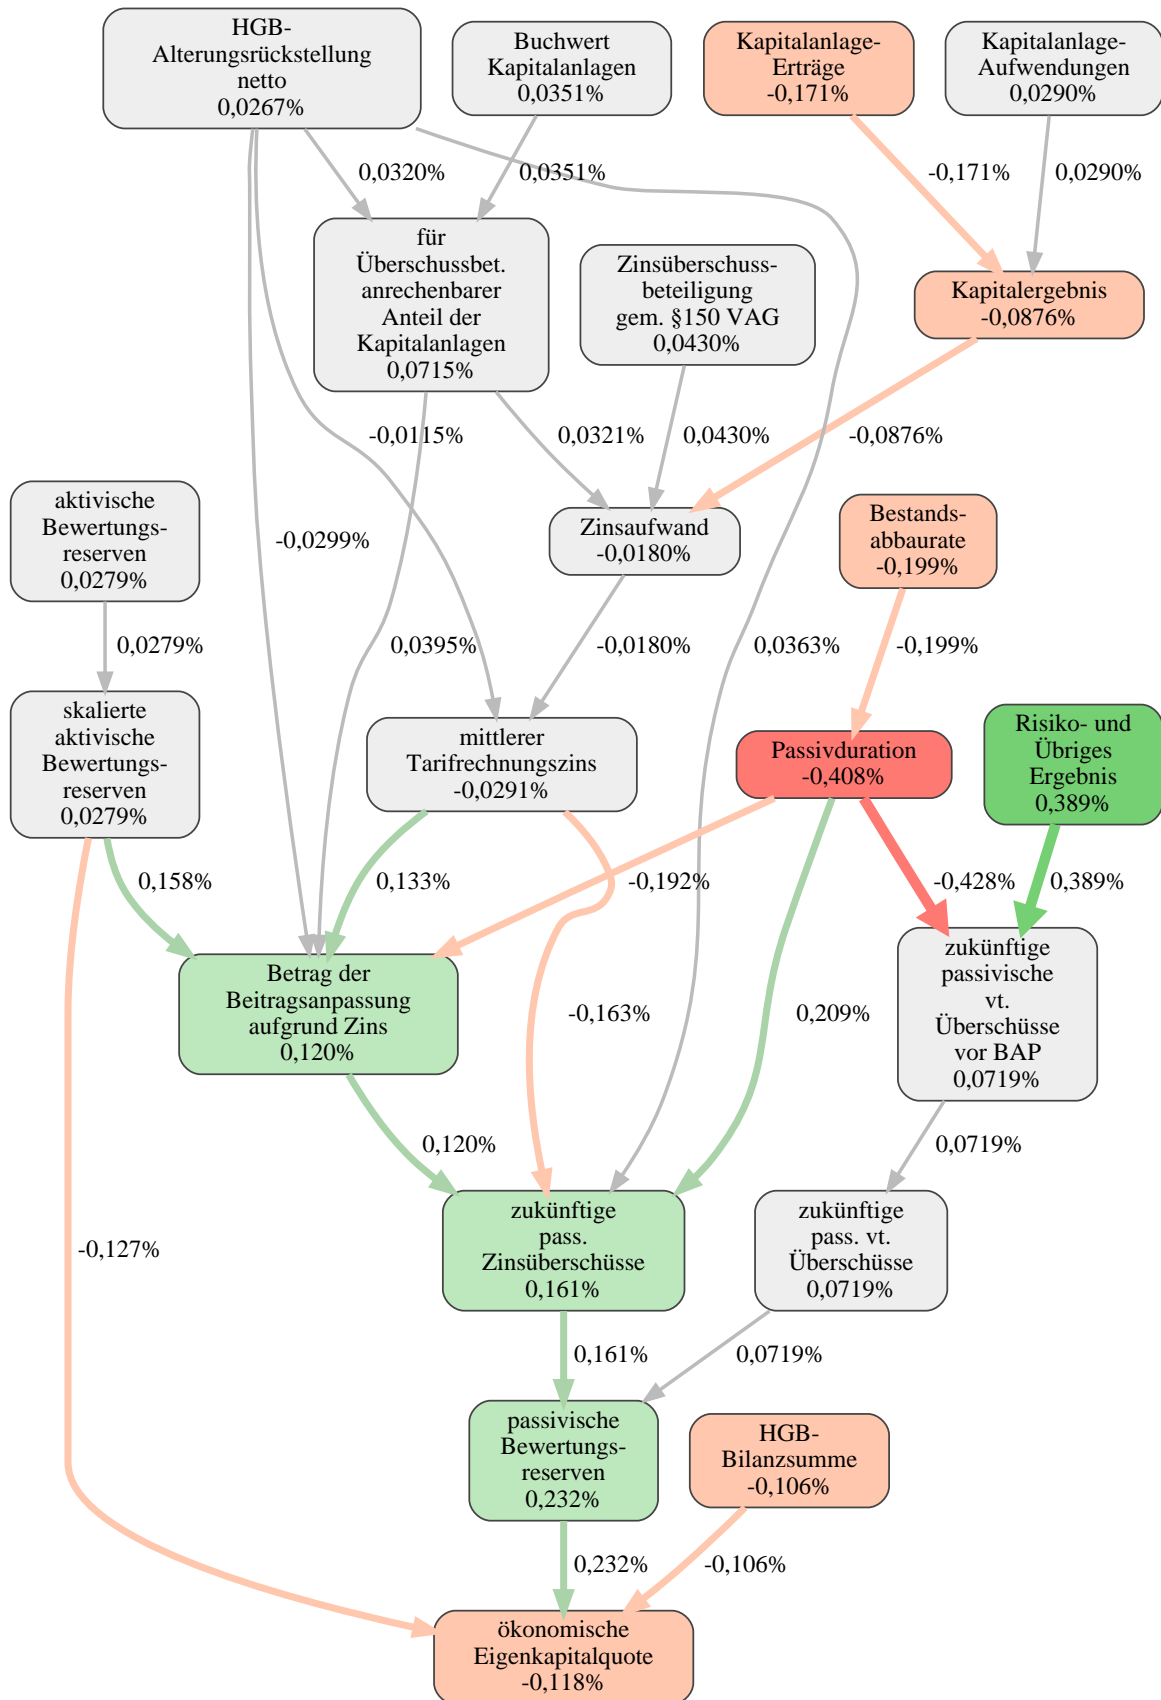 HGB-
Alterungsrückstellung
netto
0,0267%
Buchwert
Kapitalanlagen
0,0351%
Kapitalanlage-
Erträge
-0,171%
Kapitalanlage-
Aufwendungen
0,0290%
0,0320%
0,0351%
-0,171%
0,0290%
für
Überschussbet.
anrechenbarer
Anteil der
Kapitalanlagen
0,0715%
Zinsüberschuss-
beteiligung
gem. §150 VAG
0,0430%
Kapitalergebnis
-0,0876%
-0,0115%
0,0321%
0,0430%
-0,0876%
aktivische
Bewertungs-
reserven
0,0279%
-0,0299%
Zinsaufwand
-0,0180%
Bestands-
abbaurate
-0,199%
0,0279%
0,0395%
-0,0180%
0,0363%
-0,199%
skalierte
aktivische
Bewertungs-
reserven
0,0279%
mittlerer
Tarifrechnungszins
-0,0291%
Passivduration
-0,408%
Risiko- und
Übriges
Ergebnis
0,389%
0,158%
0,133%
-0,192%
-0,428%
0,389%
Betrag der
Beitragsanpassung
aufgrund Zins
0,120%
-0,163%
0,209%
zukünftige
passivische
vt.
Überschüsse
vor BAP
0,0719%
0,120%
0,0719%
-0,127%
zukünftige
pass.
Zinsüberschüsse
0,161%
zukünftige
pass. vt.
Überschüsse
0,0719%
0,161%
0,0719%
passivische
Bewertungs-
reserven
0,232%
HGB-
Bilanzsumme
-0,106%
0,232%
-0,106%
ökonomische
Eigenkapitalquote
-0,118%